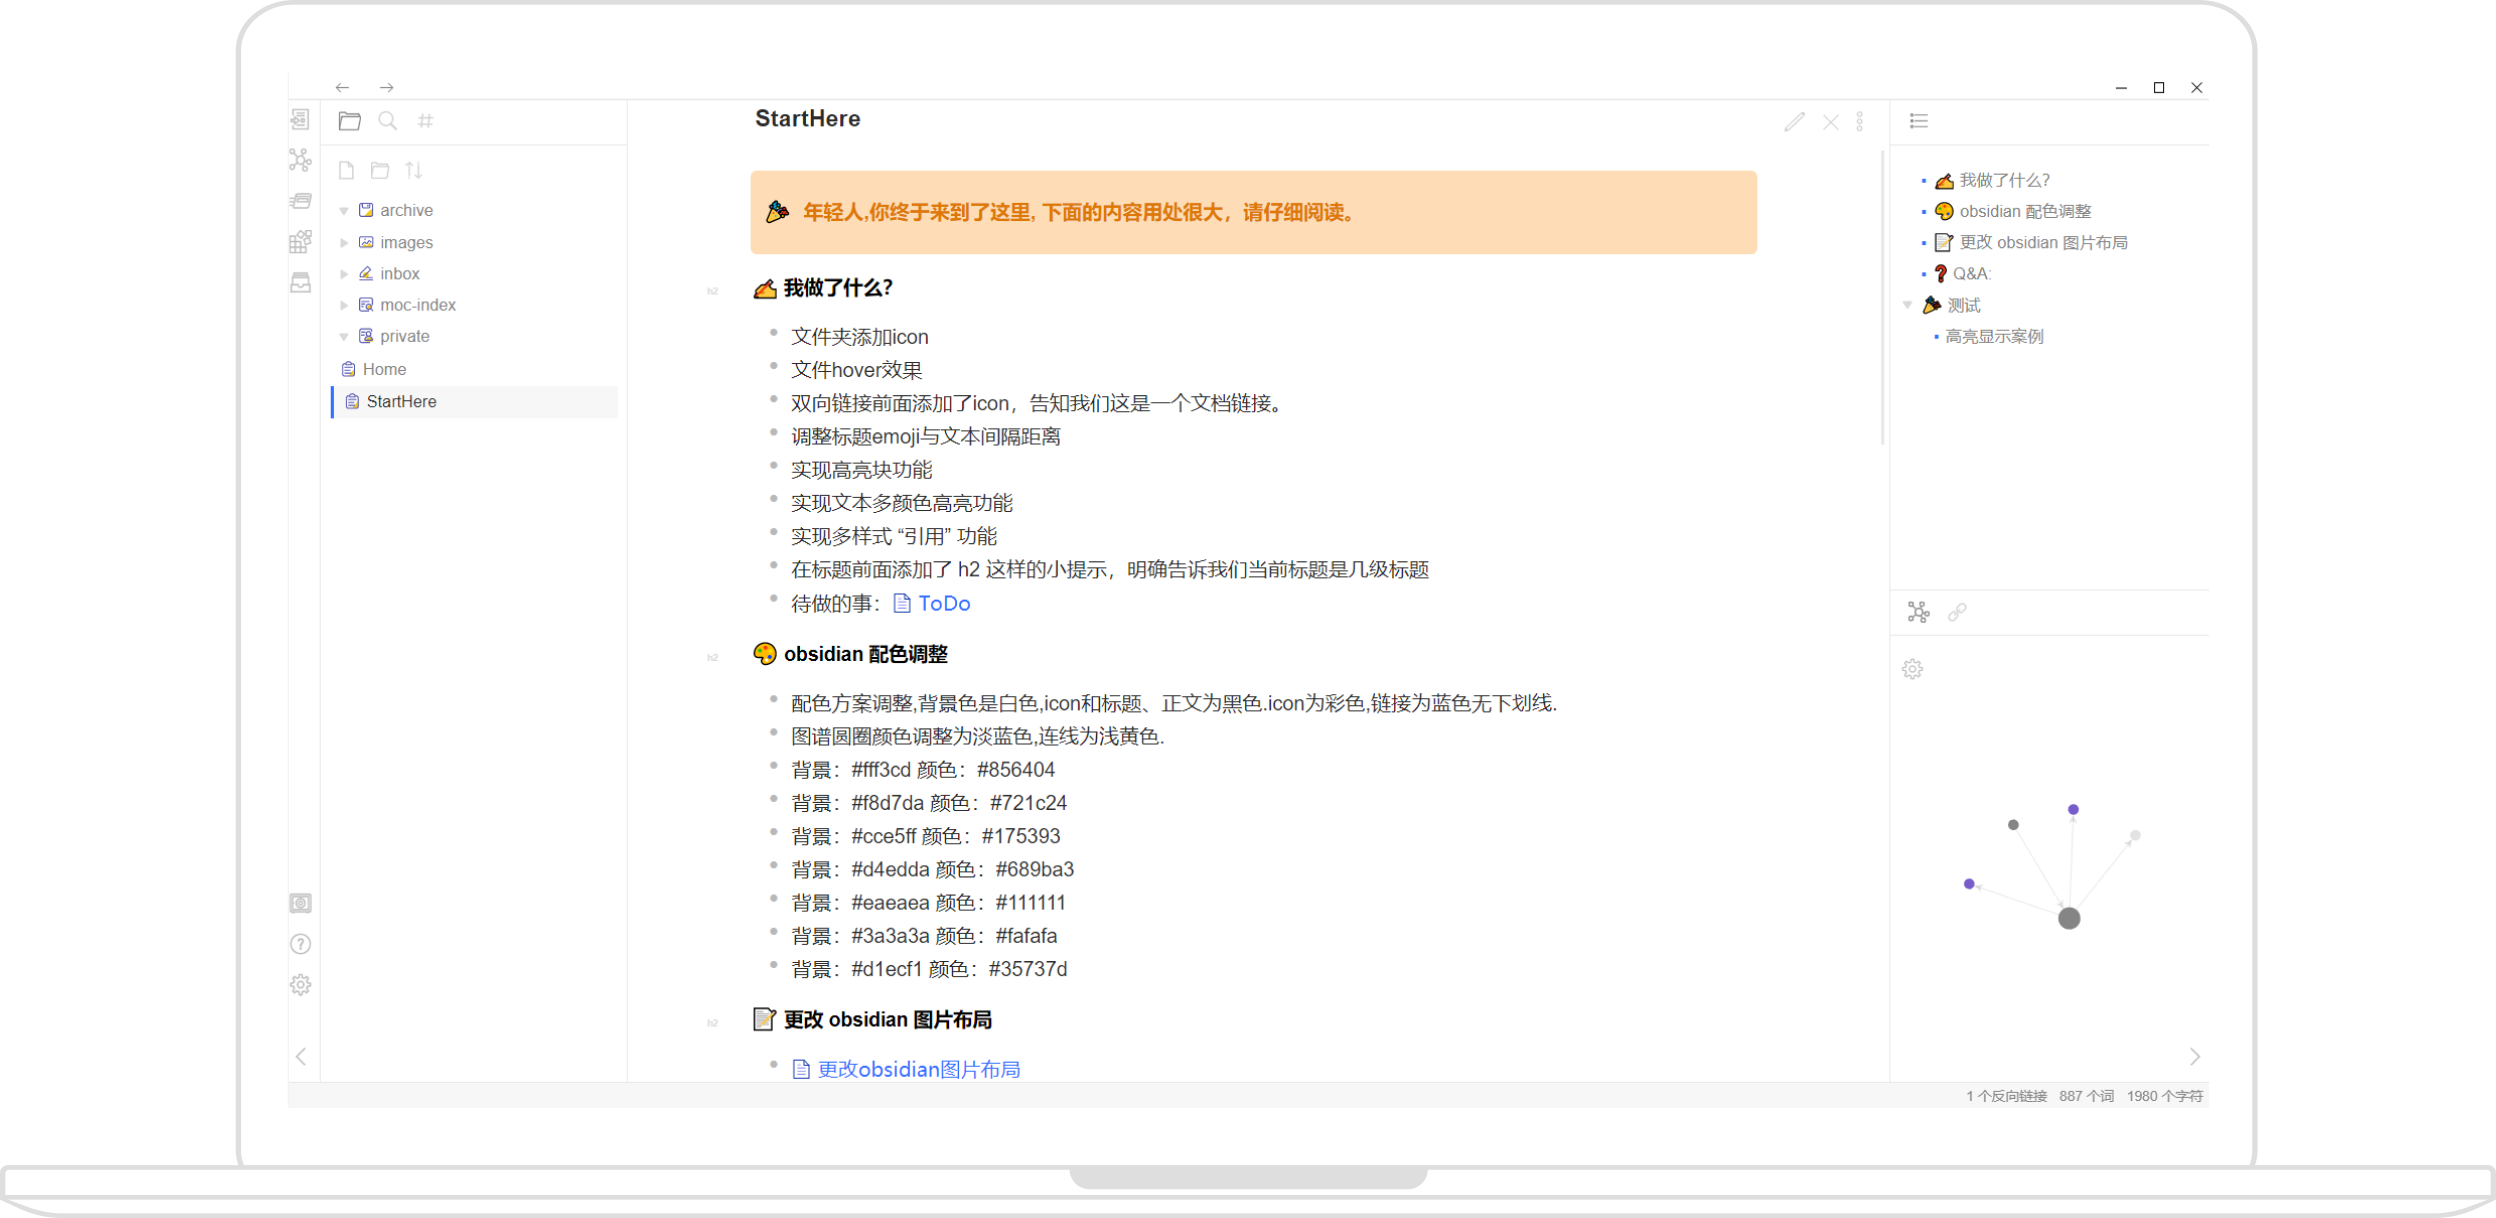 StartHere
archive
images
inbox
moc-index
private
Home
StartHere
年轻人,你终于来到了这里, 下面的内容用处很大，请仔细阅读。
h2 我做了什么?
文件夹添加icon
文件hover效果
双向链接前面添加了icon，告知我们这是一个文档链接。
调整标题emoji与文本间隔距离
实现高亮块功能
实现文本多颜色高亮功能
实现多样式 “引用” 功能
在标题前面添加了 h2 这样的小提示，明确告诉我们当前标题是几级标题
待做的事： ToDo
h2 obsidian 配色调整
配色方案调整,背景色是白色,icon和标题、正文为黑色.icon为彩色,链接为蓝色无下划线.
图谱圆圈颜色调整为淡蓝色,连线为浅黄色.
背景：#fff3cd 颜色：#856404
背景：#f8d7da 颜色：#721c24
背景：#cce5ff 颜色：#175393
背景：#d4edda 颜色：#689ba3
背景：#eaeaea 颜色：#111111
背景：#3a3a3a 颜色：#fafafa
背景：#d1ecf1 颜色：#35737d
h2 更改 obsidian 图片布局
更改obsidian图片布局
我做了什么?
obsidian 配色调整
更改 obsidian 图片布局
Q&A:
测试
高亮显示案例
1 个反向链接 887 个词 1980 个字符